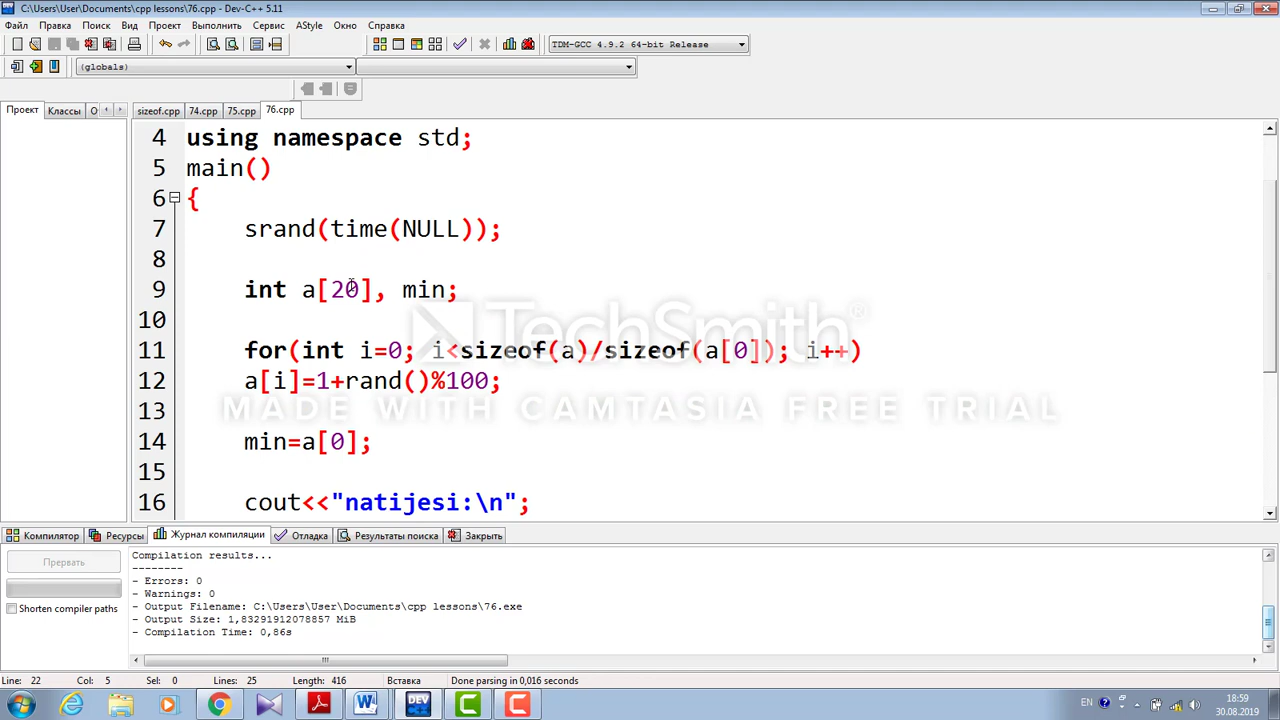 C:\Users\User\Documents\cpp lessons\76.cpp - Dev-C++ 5.11
Файл Правка Поиск Вид Проект Выполнить Сервис AStyle Окно Справка
TDM-GCC 4.9.2 64-bit Release
(globals)
Проект Классы О sizeof.cpp 74.cpp 75.cpp 76.cpp
4 using namespace std;
5 main()
6 {
7 srand(time(NULL));
8
9 int a[20], min;
10
11 for(int i=0; i<sizeof(a)/sizeof(a[0]); i++)
12 a[i]=1+rand()%100;
13
14 min=a[0];
15
16 cout<<"natijesi:\n";
TechSmith®
MADE WITH CAMTASIA FREE TRIAL
Компилятор Ресурсы Журнал компиляции Отладка Результаты поиска Закрыть
Прервать
Shorten compiler paths
Compilation results...
--------
- Errors: 0
- Warnings: 0
- Output Filename: C:\Users\User\Documents\cpp lessons\76.exe
- Output Size: 1,83291912078857 MiB
- Compilation Time: 0,86s
Line: 22 Col: 5 Sel: 0 Lines: 25 Length: 416 Вставка Done parsing in 0,016 seconds
DEV C++
EN
18:59
30.08.2019